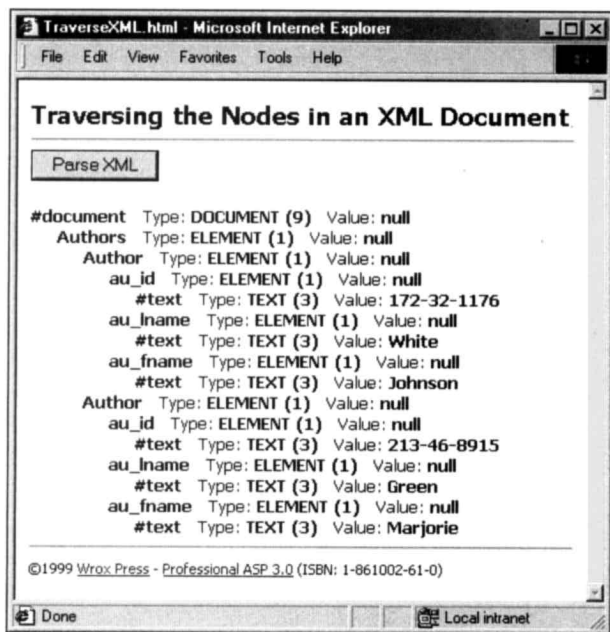 TraverseXML.html - Microsoft Internet Explorer
File Edit View Favorites Tools Help
Traversing the Nodes in an XML Document
Parse XML
#document Type: DOCUMENT (9) Value: null
Authors Type: ELEMENT (1) Value: null
Author Type: ELEMENT (1) Value: null
au_id Type: ELEMENT (1) Value: null
#text Type: TEXT (3) Value: 172-32-1176
au_lname Type: ELEMENT (1) Value: null
#text Type: TEXT (3) Value: White
au_fname Type: ELEMENT (1) Value: null
#text Type: TEXT (3) Value: Johnson
Author Type: ELEMENT (1) Value: null
au_id Type: ELEMENT (1) Value: null
#text Type: TEXT (3) Value: 213-46-8915
au_lname Type: ELEMENT (1) Value: null
#text Type: TEXT (3) Value: Green
au_fname Type: ELEMENT (1) Value: null
#text Type: TEXT (3) Value: Marjorie
©1999 Wrox Press - Professional ASP 3.0 (ISBN: 1-861002-61-0)
Done Local intranet